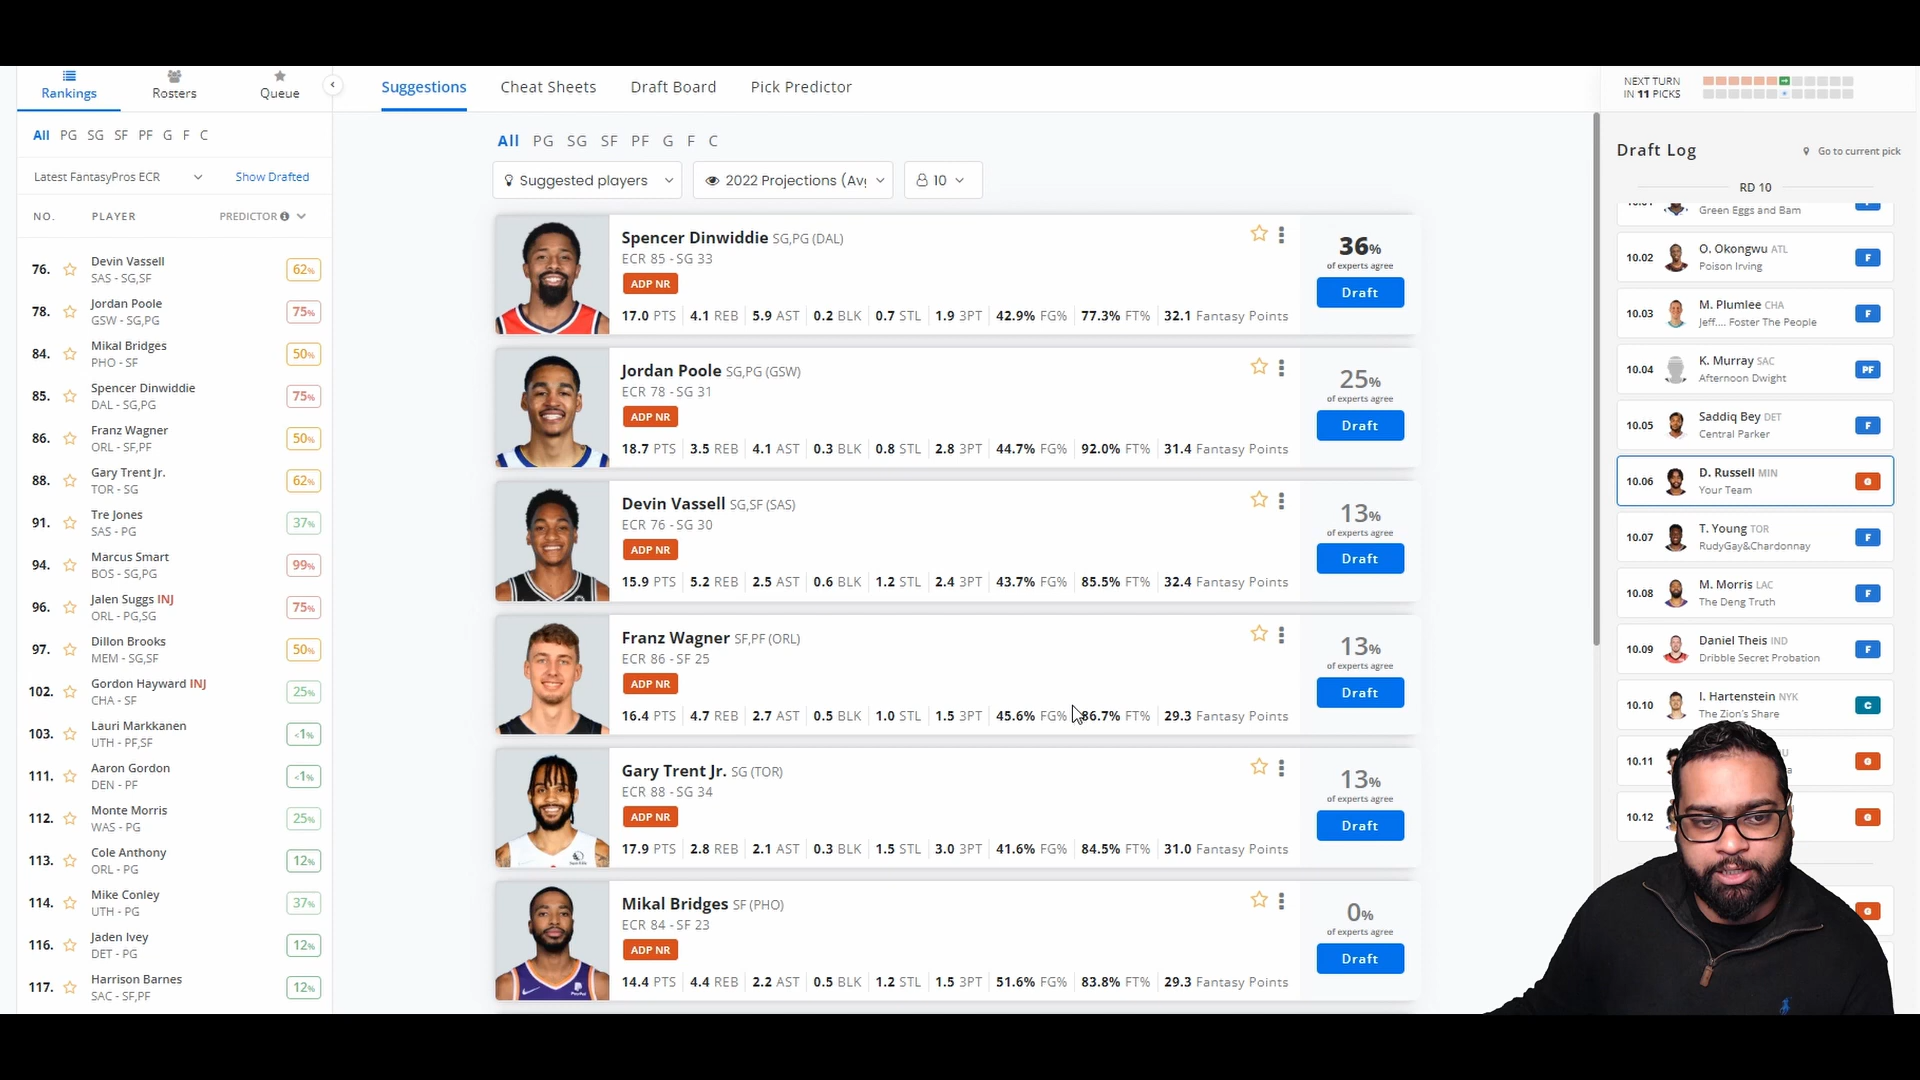 Rankings
Rosters
Queue
All PG SG SF PF G F C
Latest FantasyPros ECR
Show Drafted
NO. PLAYER PREDICTOR
76. Devin Vassell 62%
SAS - SG,SF
78. Jordan Poole 75%
GSW - SG,PG
84. Mikal Bridges 50%
PHO - SF
85. Spencer Dinwiddie 75%
DAL - SG,PG
86. Franz Wagner 50%
ORL - SF,PF
88. Gary Trent Jr. 62%
TOR - SG
91. Tre Jones 37%
SAS - PG
94. Marcus Smart 99%
BOS - SG,PG
96. Jalen Suggs INJ 75%
ORL - PG,SG
97. Dillon Brooks 50%
MEM - SG,SF
102. Gordon Hayward INJ 25%
CHA - SF
103. Lauri Markkanen <1%
UTH - PF,SF
111. Aaron Gordon <1%
DEN - PF
112. Monte Morris 25%
WAS - PG
113. Cole Anthony 12%
ORL - PG
114. Mike Conley 37%
UTH - PG
116. Jaden Ivey 12%
DET - PG
117. Harrison Barnes 12%
SAC - SF,PF
Suggestions Cheat Sheets Draft Board Pick Predictor
All PG SG SF PF G F C
Suggested players
2022 Projections (Av
10
Spencer Dinwiddie SG,PG (DAL)
ECR 85 - SG 33
ADP NR
17.0 PTS 4.1 REB 5.9 AST 0.2 BLK 0.7 STL 1.9 3PT 42.9% FG% 77.3% FT% 32.1 Fantasy Points
36%
of experts agree
Draft
Jordan Poole SG,PG (GSW)
ECR 78 - SG 31
ADP NR
18.7 PTS 3.5 REB 4.1 AST 0.3 BLK 0.8 STL 2.8 3PT 44.7% FG% 92.0% FT% 31.4 Fantasy Points
25%
of experts agree
Draft
Devin Vassell SG,SF (SAS)
ECR 76 - SG 30
ADP NR
15.9 PTS 5.2 REB 2.5 AST 0.6 BLK 1.2 STL 2.4 3PT 43.7% FG% 85.5% FT% 32.4 Fantasy Points
13%
of experts agree
Draft
Franz Wagner SF,PF (ORL)
ECR 86 - SF 25
ADP NR
16.4 PTS 4.7 REB 2.7 AST 0.5 BLK 1.0 STL 1.5 3PT 45.6% FG% 86.7% FT% 29.3 Fantasy Points
13%
of experts agree
Draft
Gary Trent Jr. SG (TOR)
ECR 88 - SG 34
ADP NR
17.9 PTS 2.8 REB 2.1 AST 0.3 BLK 1.5 STL 3.0 3PT 41.6% FG% 84.5% FT% 31.0 Fantasy Points
13%
of experts agree
Draft
Mikal Bridges SF (PHO)
ECR 84 - SF 23
ADP NR
14.4 PTS 4.4 REB 2.2 AST 0.5 BLK 1.2 STL 1.5 3PT 51.6% FG% 83.8% FT% 29.3 Fantasy Points
0%
of experts agree
Draft
NEXT TURN
IN 11 PICKS
Draft Log
Go to current pick
RD 10
Green Eggs and Bam
10.02 O. Okongwu ATL F
Poison Irving
10.03 M. Plumlee CHA F
Jeff.... Foster The People
10.04 K. Murray SAC PF
Afternoon Dwight
10.05 Saddiq Bey DET F
Central Parker
10.06 D. Russell MIN G
Your Team
10.07 T. Young TOR F
RudyGay&Chardonnay
10.08 M. Morris LAC F
The Deng Truth
10.09 Daniel Theis IND F
Dribble Secret Probation
10.10 I. Hartenstein NYK C
The Zion's Share
10.11 G
10.12 G
G